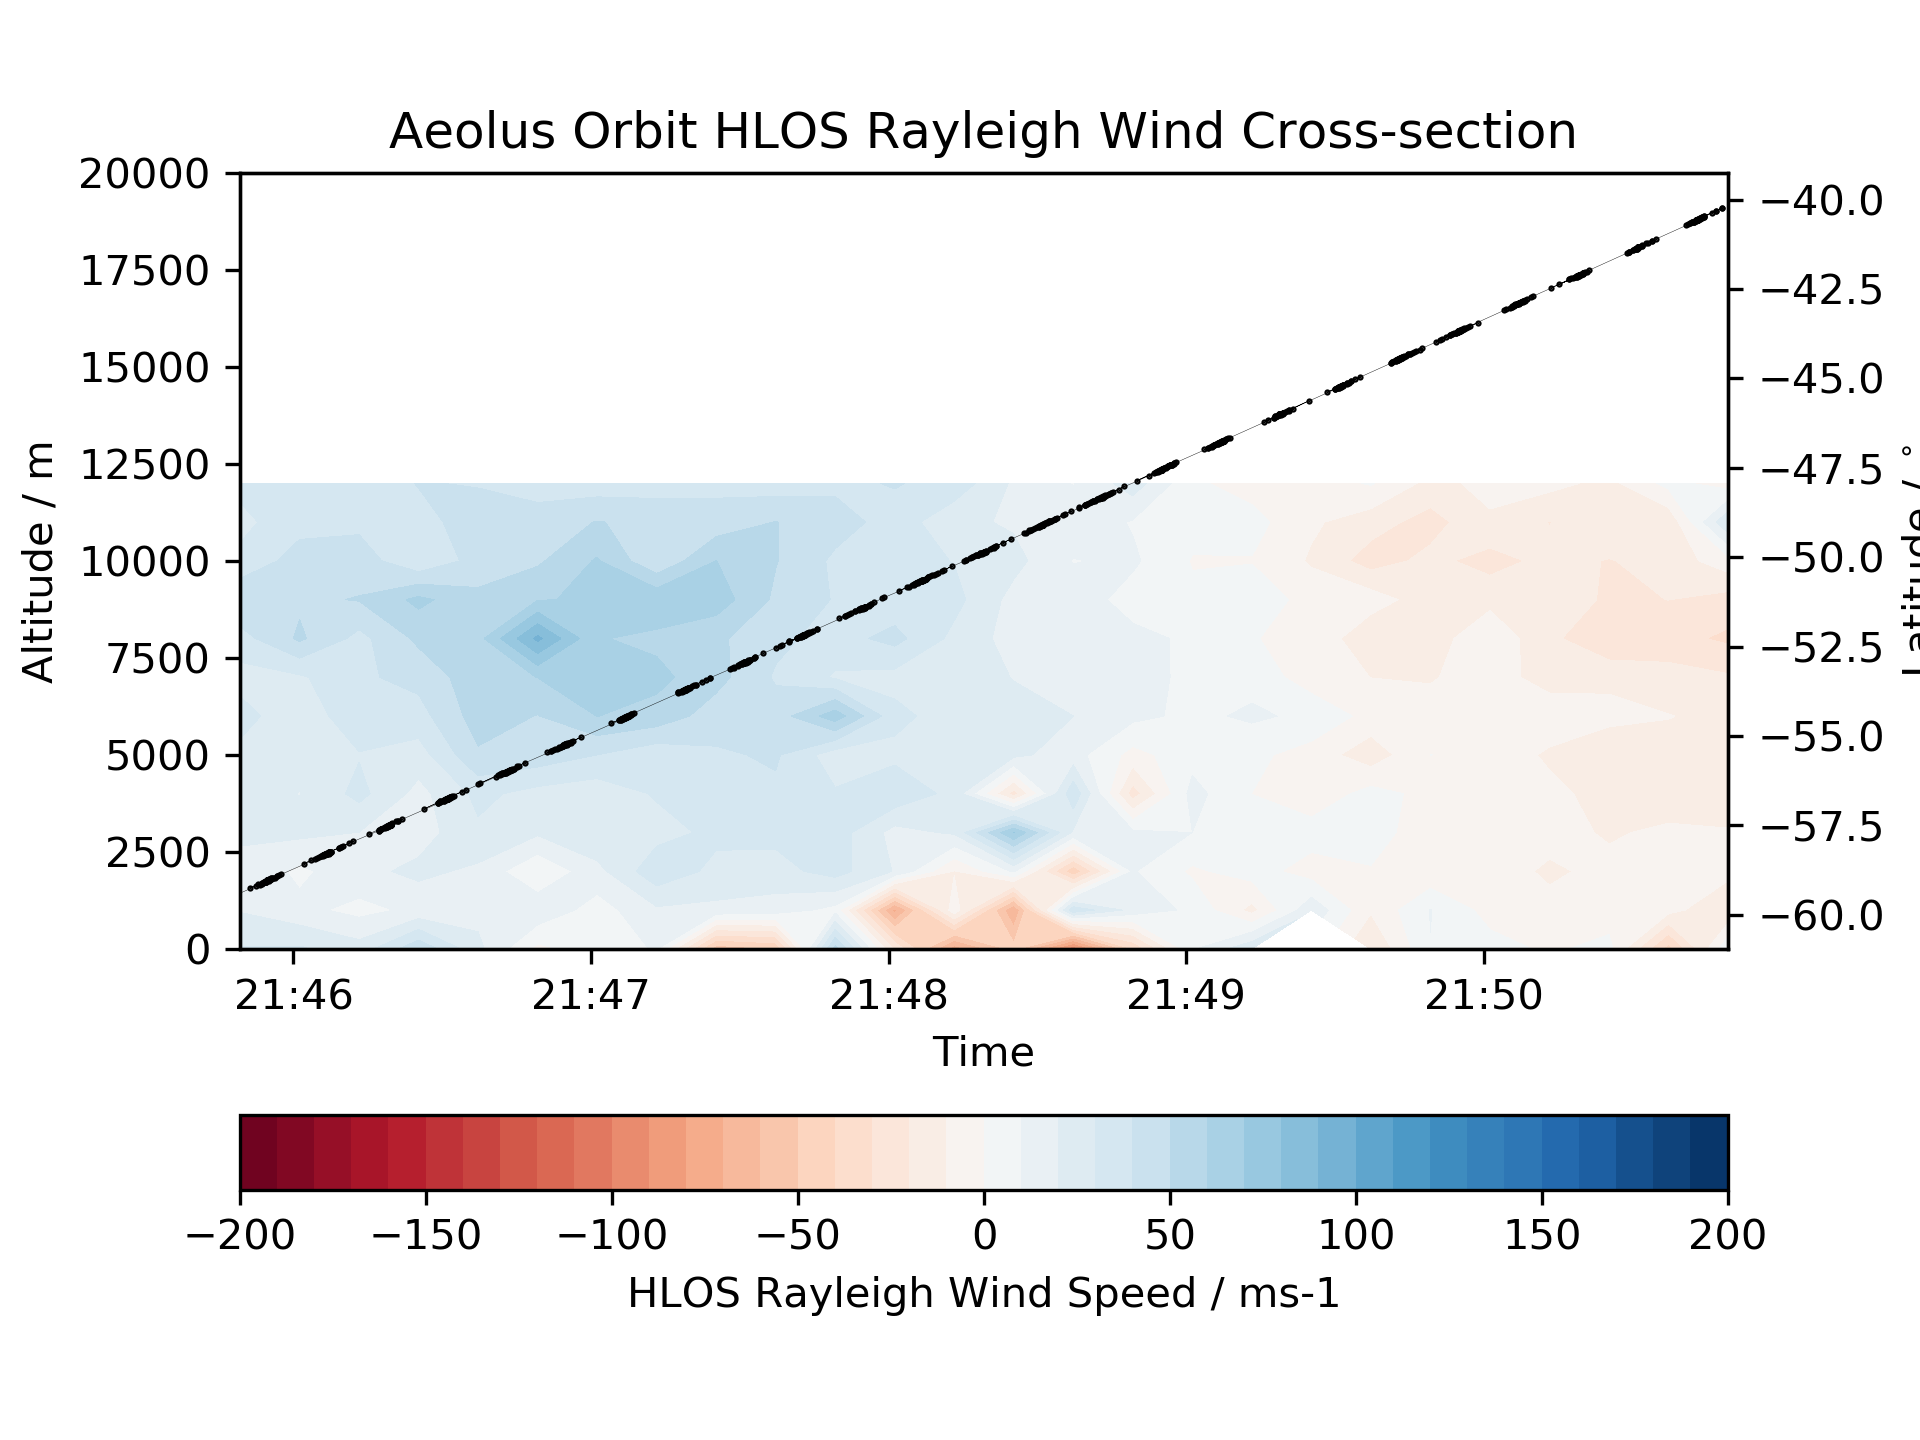 Aeolus Orbit HLOS Rayleigh Wind Cross-section
20000
17500
15000
12500
10000
7500
5000
2500
0
Altitude / m
−40.0
−42.5
−45.0
−47.5
−50.0
−52.5
−55.0
−57.5
−60.0
Latitude / °
21:46 21:47 21:48 21:49 21:50
Time
−200 −150 −100 −50 0 50 100 150 200
HLOS Rayleigh Wind Speed / ms-1